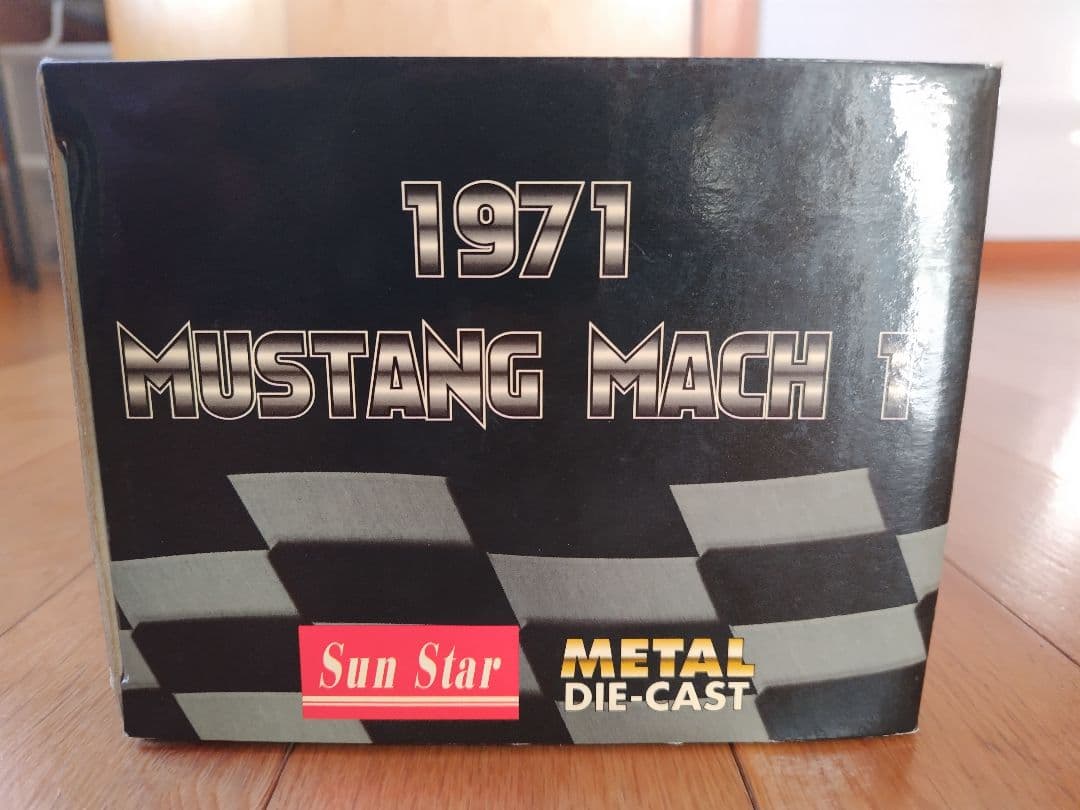 1971
MUSTANG MACH 1
Sun Star
METAL
DIE-CAST